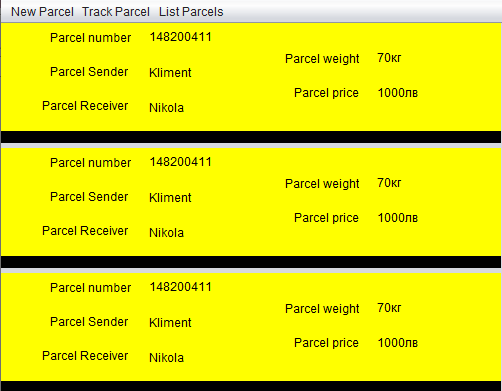 New Parcel Track Parcel List Parcels
Parcel number 148200411
Parcel weight 70кг
Parcel Sender Kliment
Parcel price 1000лв
Parcel Receiver Nikola
Parcel number 148200411
Parcel weight 70кг
Parcel Sender Kliment
Parcel price 1000лв
Parcel Receiver Nikola
Parcel number 148200411
Parcel weight 70кг
Parcel Sender Kliment
Parcel price 1000лв
Parcel Receiver Nikola